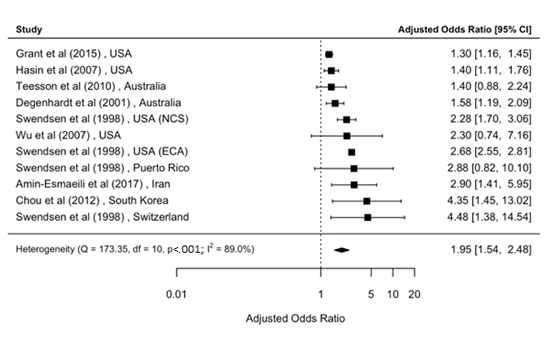 Study Adjusted Odds Ratio [95% CI]
Grant et al (2015) , USA 1.30 [1.16, 1.45]
Hasin et al (2007) , USA 1.40 [1.11, 1.76]
Teesson et al (2010) , Australia 1.40 [0.88, 2.24]
Degenhardt et al (2001) , Australia 1.58 [1.19, 2.09]
Swendsen et al (1998) , USA (NCS) 2.28 [1.70, 3.06]
Wu et al (2007) , USA 2.30 [0.74, 7.16]
Swendsen et al (1998) , USA (ECA) 2.68 [2.55, 2.81]
Swendsen et al (1998) , Puerto Rico 2.88 [0.82, 10.10]
Amin-Esmaeili et al (2017) , Iran 2.90 [1.41, 5.95]
Chou et al (2012) , South Korea 4.35 [1.45, 13.02]
Swendsen et al (1998) , Switzerland 4.48 [1.38, 14.54]
Heterogeneity (Q = 173.35, df = 10, p<.001; I² = 89.0%) 1.95 [1.54, 2.48]
0.01 1 5 10 20
Adjusted Odds Ratio